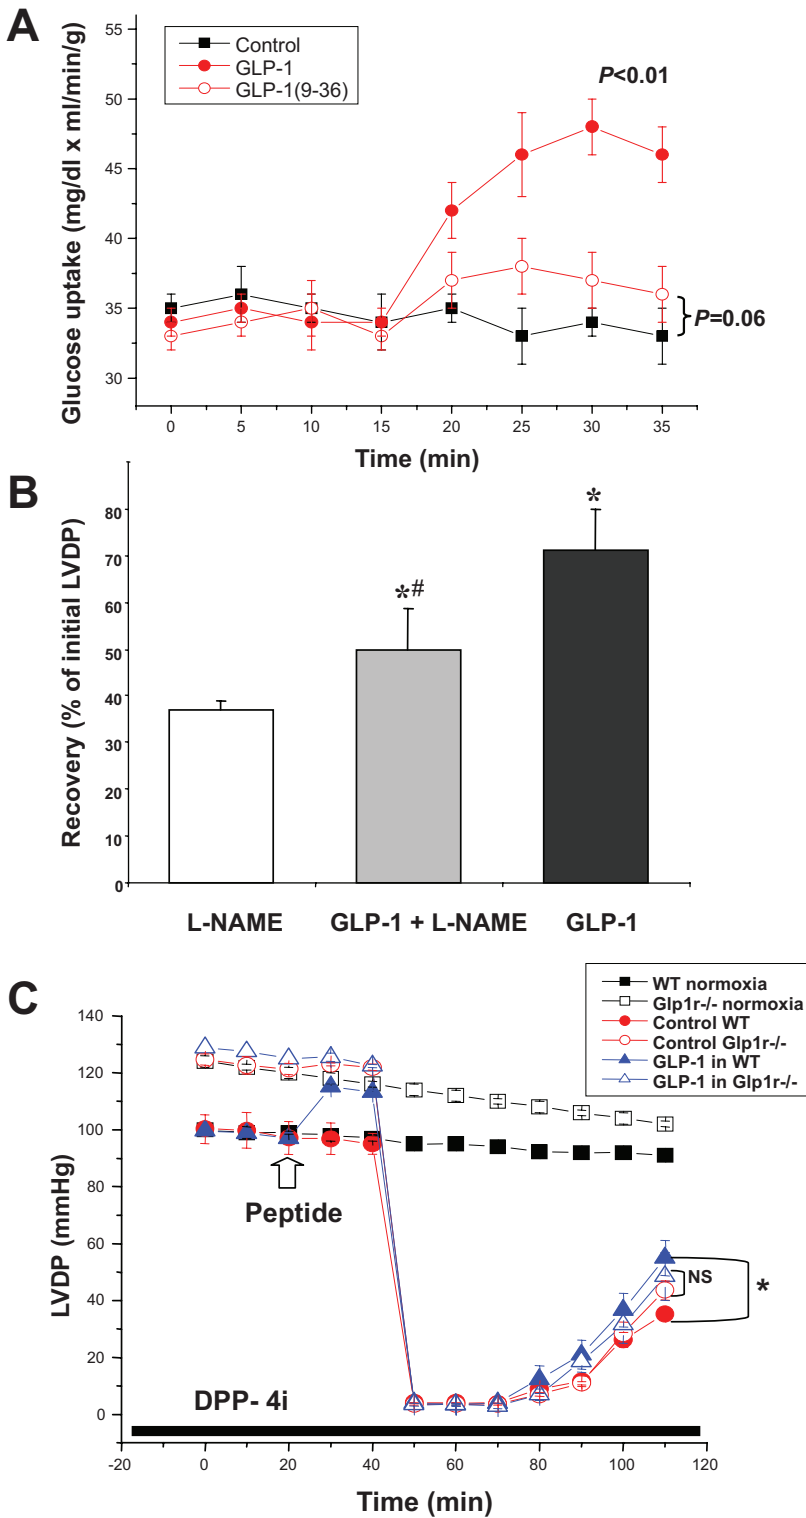 A
Control
GLP-1
GLP-1(9-36)
P<0.01
P=0.06
Glucose uptake (mg/dl x ml/min/g)
55
50
45
40
35
30
0 5 10 15 20 25 30 35
Time (min)
B
*
*#
Recovery (% of initial LVDP)
80
70
60
50
40
30
20
10
0
L-NAME GLP-1 + L-NAME GLP-1
C
WT normoxia
Glp1r-/- normoxia
Control WT
Control Glp1r-/-
GLP-1 in WT
GLP-1 in Glp1r-/-
LVDP (mmHg)
140
120
100
80
60
40
20
0
Peptide
NS
*
DPP- 4i
-20 0 20 40 60 80 100 120
Time (min)